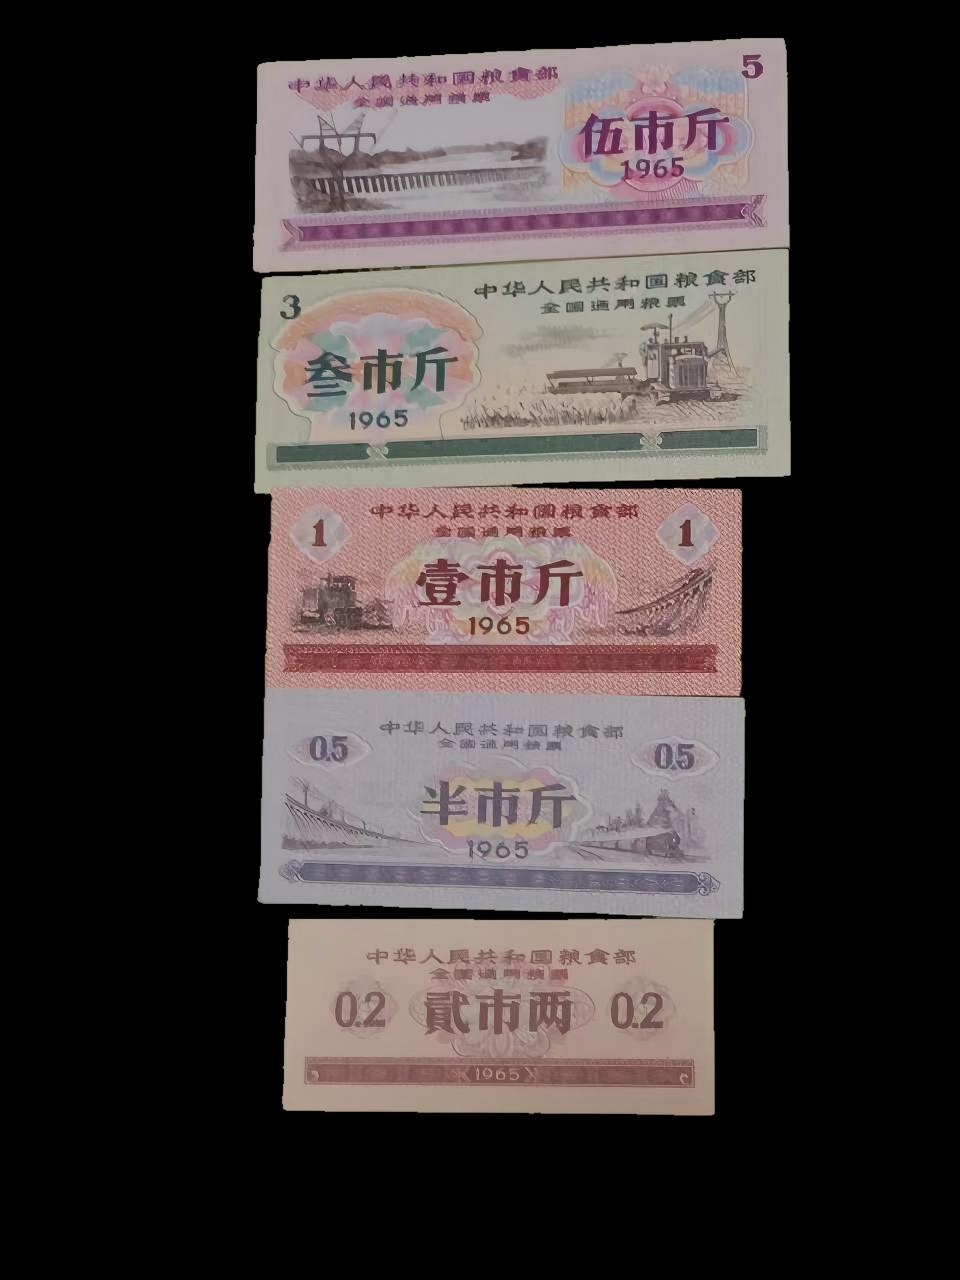 中华人民共和国粮食部
5
全国通用粮票
伍市斤
1965
中华人民共和国粮食部
3
全国通用粮票
叁市斤
1965
中华人民共和国粮食部
全国通用粮票
1
1
壹市斤
1965
中华人民共和国粮食部
全国通用粮票
0.5
0.5
半市斤
1965
中华人民共和国粮食部
全国通用粮票
0.2 貳市两 0.2
1965